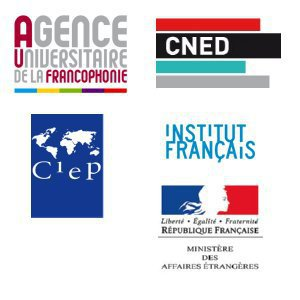 AGENCE
UNIVERSITAIRE
DE LA FRANCOPHONIE
CNED
CIEP
INSTITUT
FRANÇAIS
Liberté • Égalité • Fraternité
RÉPUBLIQUE FRANÇAISE
MINISTÈRE
DES
AFFAIRES ÉTRANGÈRES